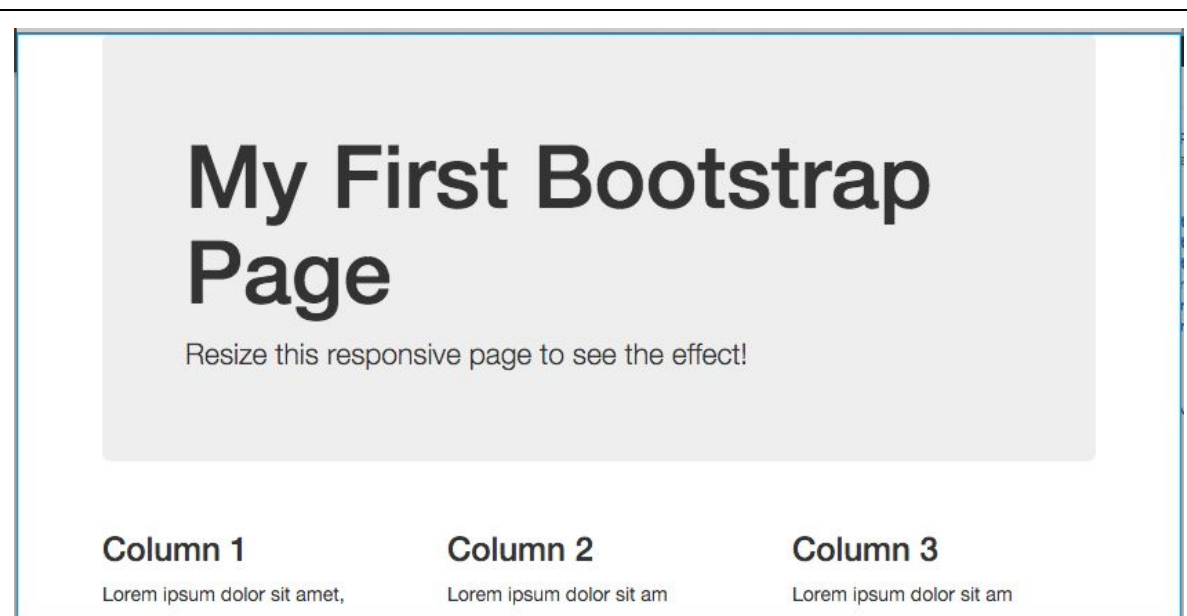 My First Bootstrap
Page
Resize this responsive page to see the effect!
Column 1
Column 2
Column 3
Lorem ipsum dolor sit amet,
Lorem ipsum dolor sit am
Lorem ipsum dolor sit am